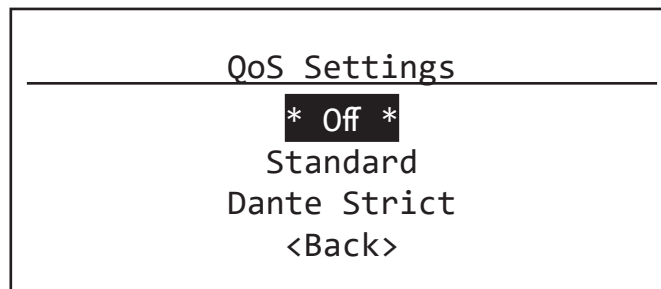 QoS Settings
* Off *
Standard
Dante Strict
<Back>